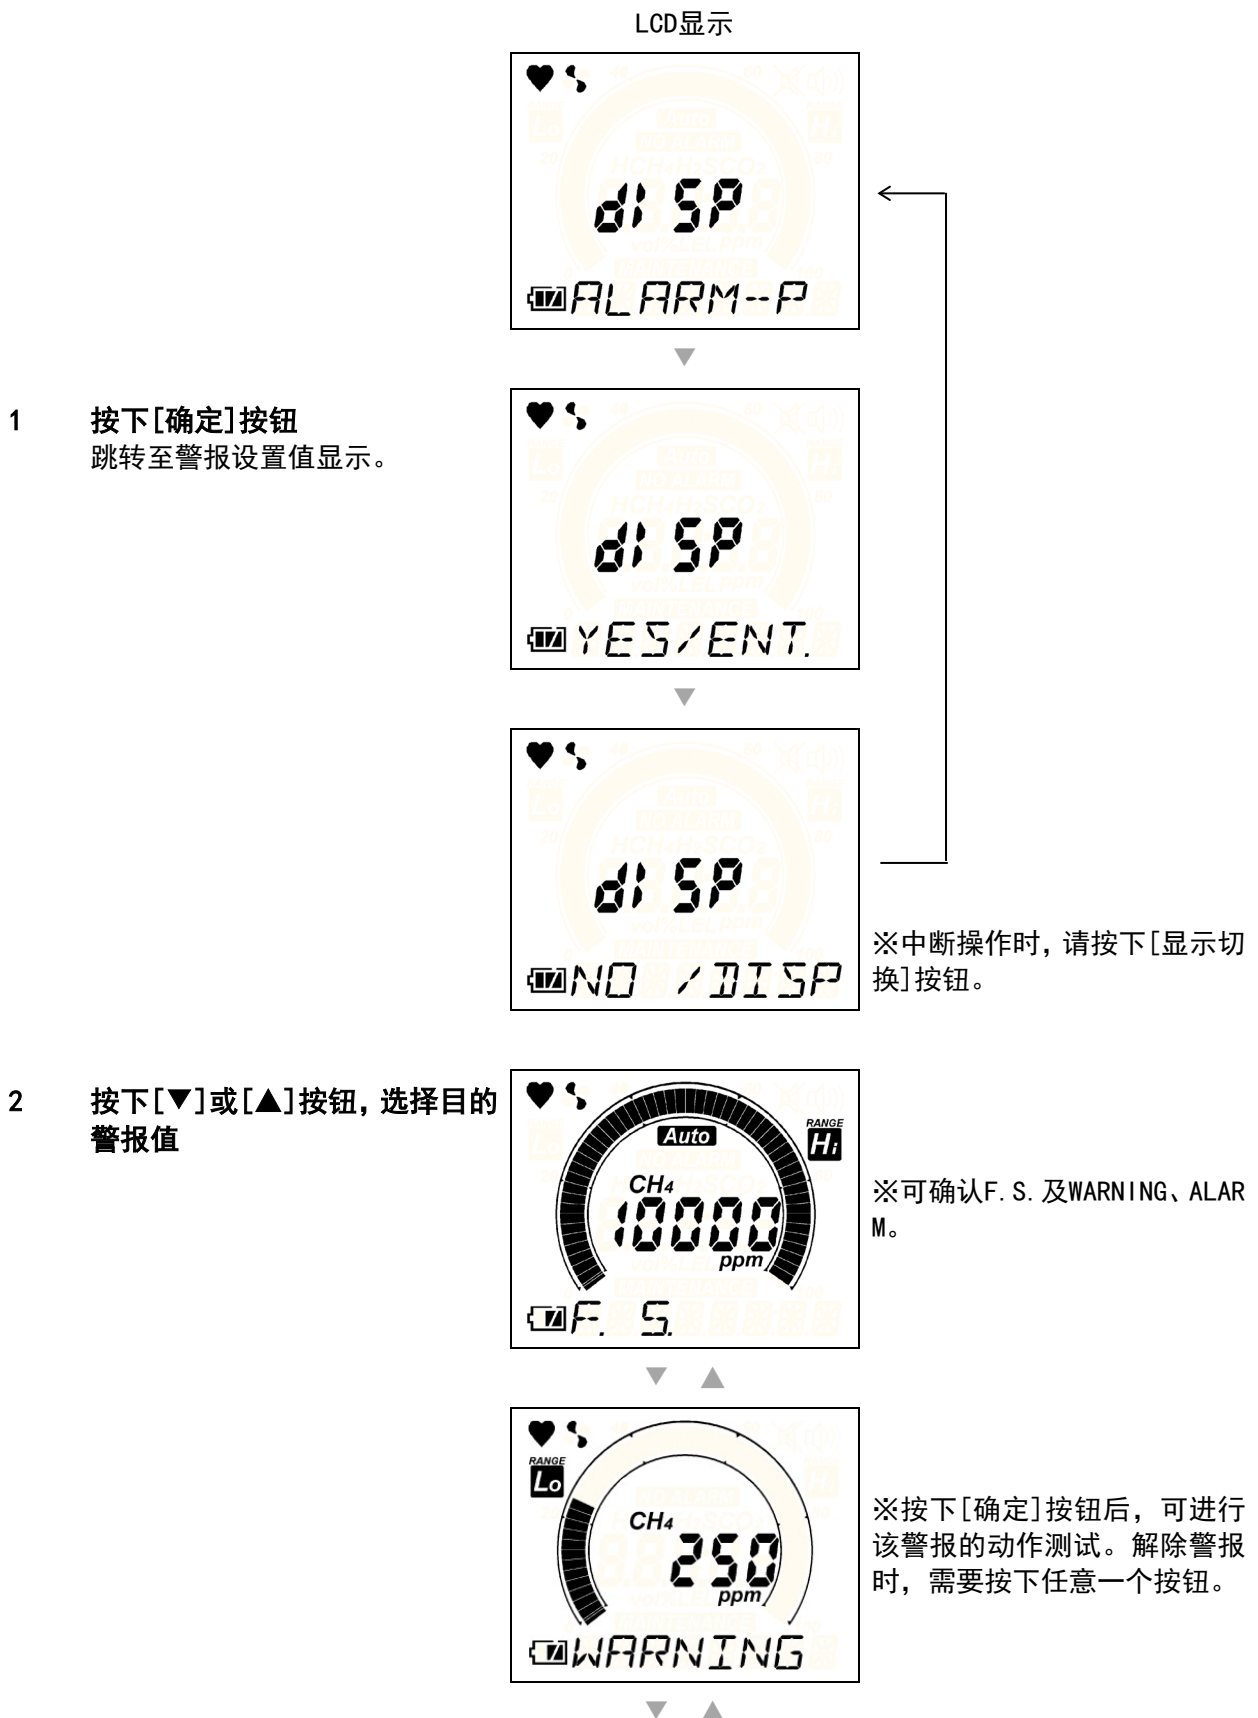 LCD显示
di SP
ALARM--P
1 按下[确定]按钮
跳转至警报设置值显示。
di SP
YES/ENT.
di SP
NO /DISP
※中断操作时，请按下[显示切
换]按钮。
2 按下[▼]或[▲]按钮，选择目的
警报值
Auto
RANGE
Hi
CH4
10000
ppm
F. S.
※可确认F.S.及WARNING、ALAR
M。
RANGE
Lo
CH4
250
ppm
WARNING
※按下[确定]按钮后，可进行
该警报的动作测试。解除警报
时，需要按下任意一个按钮。